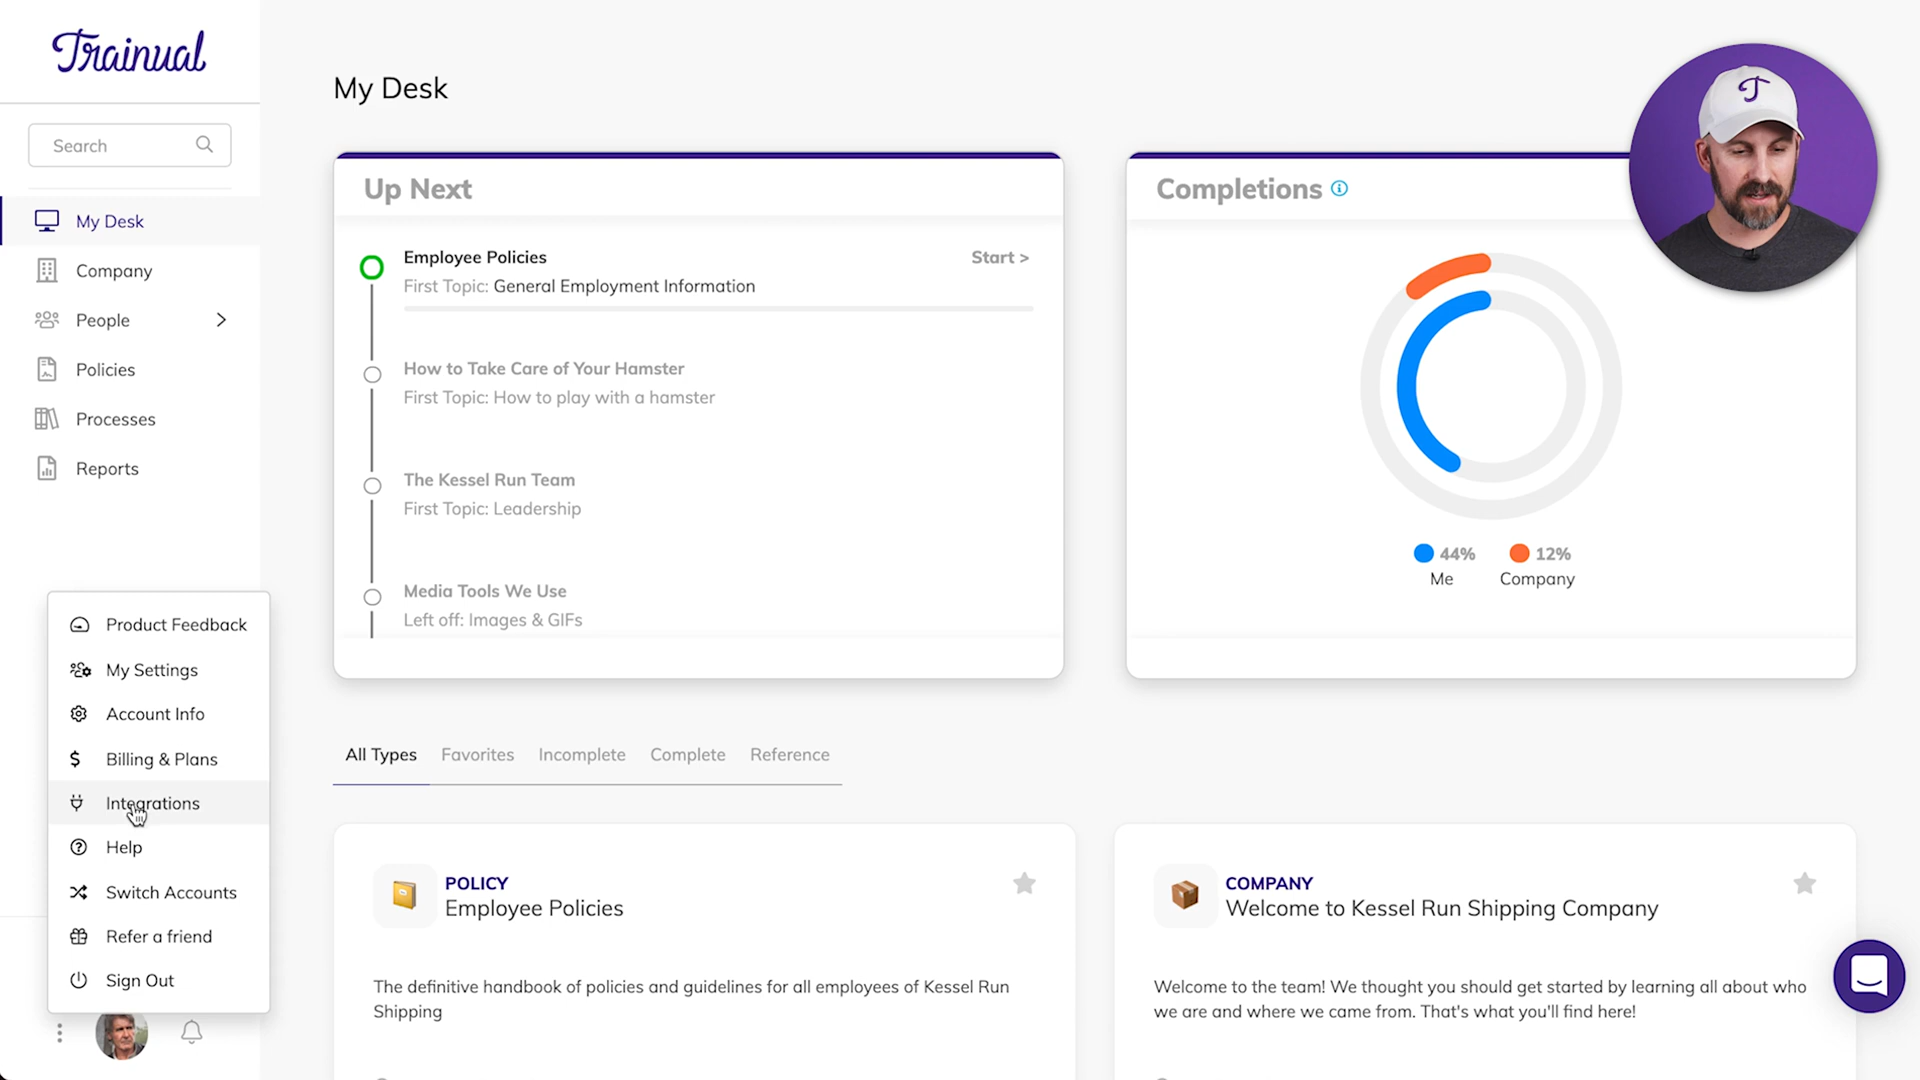 Trainual
Search
My Desk
Company
People
Policies
Processes
Reports
Product Feedback
My Settings
Account Info
$ Billing & Plans
Integrations
Help
Switch Accounts
Refer a friend
Sign Out
My Desk
Up Next
Employee Policies
Start >
First Topic: General Employment Information
How to Take Care of Your Hamster
First Topic: How to play with a hamster
The Kessel Run Team
First Topic: Leadership
Media Tools We Use
Left off: Images & GIFs
Completions
44%
Me
12%
Company
All Types
Favorites
Incomplete
Complete
Reference
POLICY
Employee Policies
The definitive handbook of policies and guidelines for all employees of Kessel Run
Shipping
COMPANY
Welcome to Kessel Run Shipping Company
Welcome to the team! We thought you should get started by learning all about who
we are and where we came from. That's what you'll find here!
T